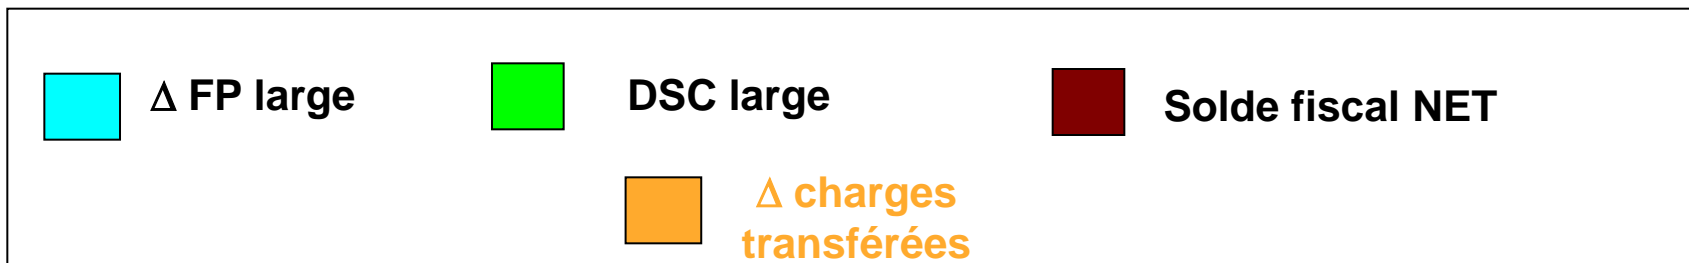 Δ FP large
DSC large
Solde fiscal NET
Δ charges
transférées